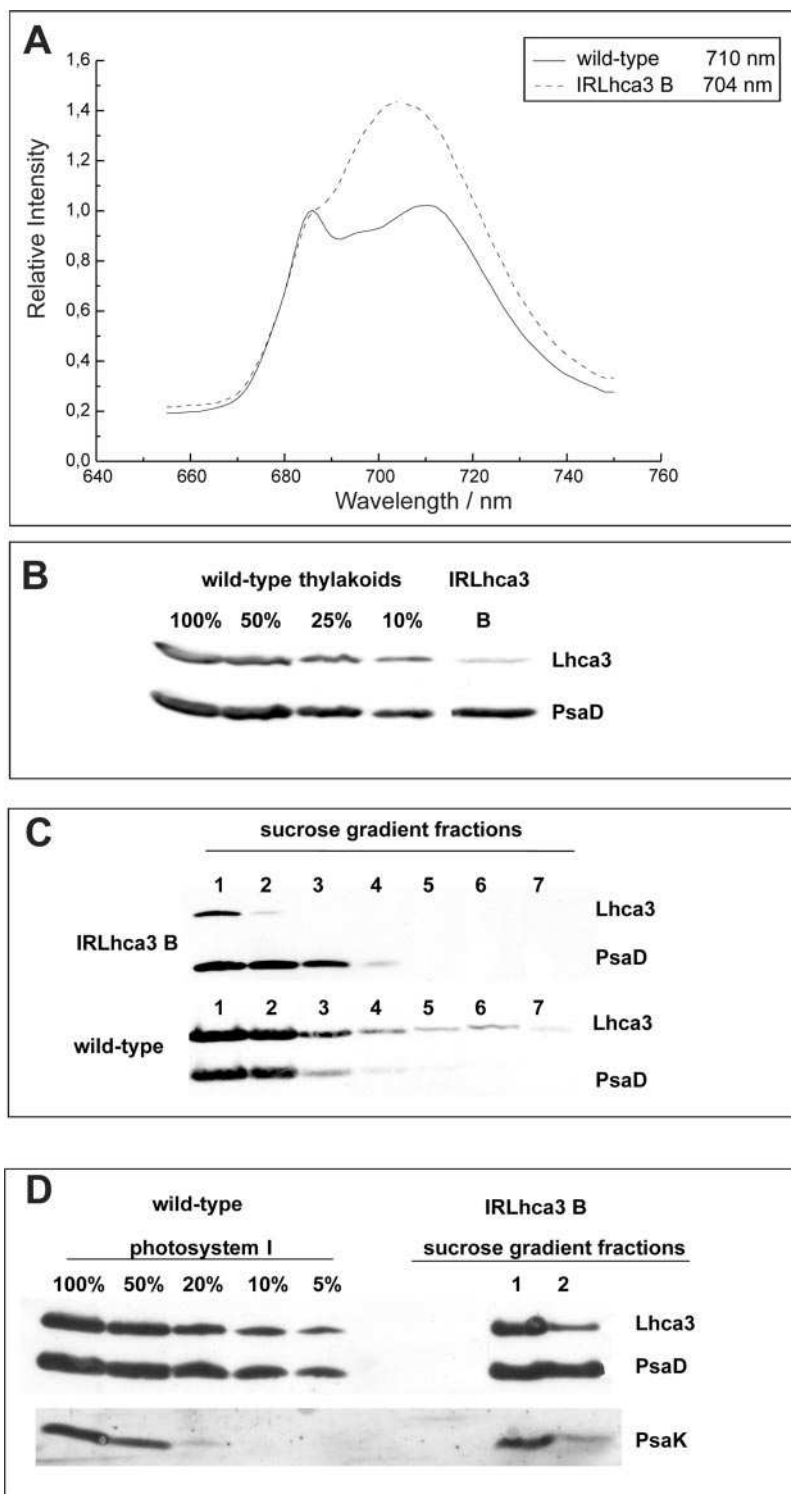 A
wild-type 710 nm
IRLhca3 B 704 nm
1,6
1,4
1,2
1,0
0,8
0,6
0,4
0,2
0,0
Relative Intensity
640 660 680 700 720 740 760
Wavelength / nm
B
wild-type thylakoids IRLhca3
100% 50% 25% 10% B
Lhca3
PsaD
C
sucrose gradient fractions
1 2 3 4 5 6 7
Lhca3
IRLhca3 B
PsaD
1 2 3 4 5 6 7
Lhca3
wild-type
PsaD
D
wild-type IRLhca3 B
photosystem I sucrose gradient fractions
100% 50% 20% 10% 5% 1 2
Lhca3
PsaD
PsaK